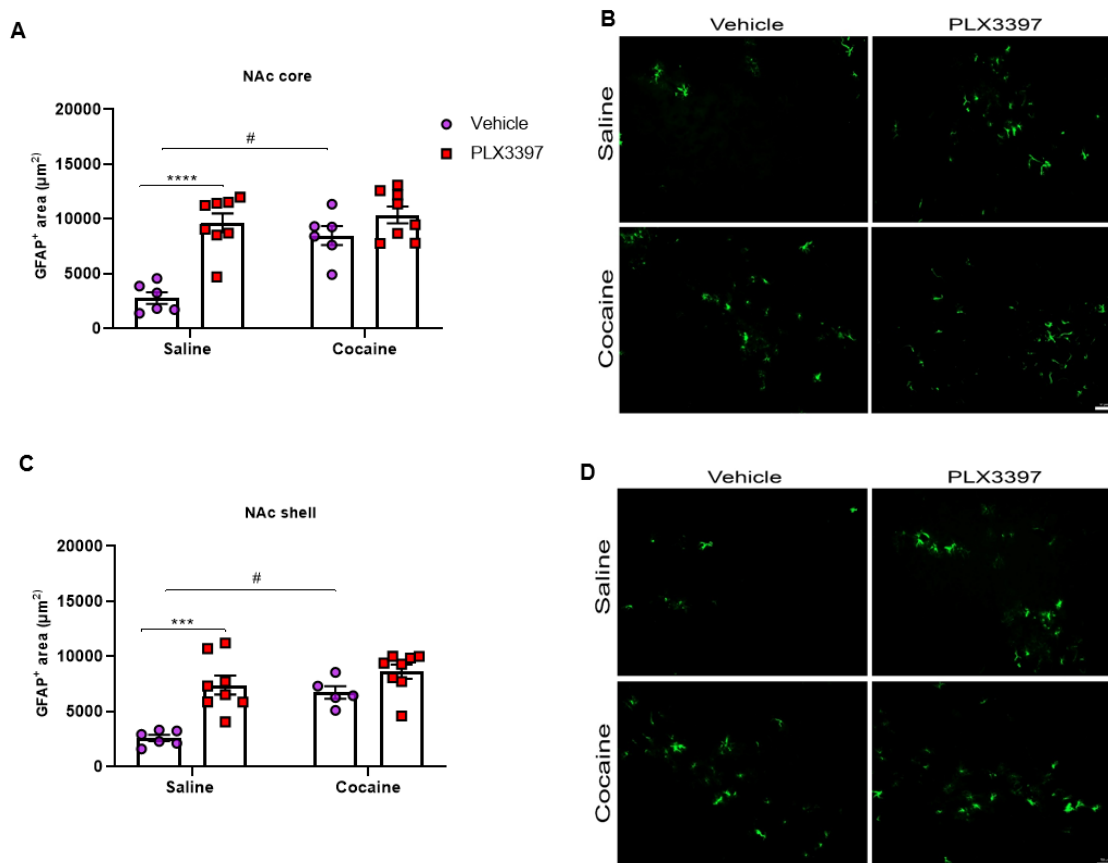 A
NAc core
20000
15000
10000
5000
0
GFAP⁺ area (µm²)
#
****
Saline
Cocaine
Vehicle
PLX3397
B
Vehicle
PLX3397
Saline
Cocaine
C
NAc shell
20000
15000
10000
5000
0
GFAP⁺ area (µm²)
#
***
Saline
Cocaine
D
Vehicle
PLX3397
Saline
Cocaine